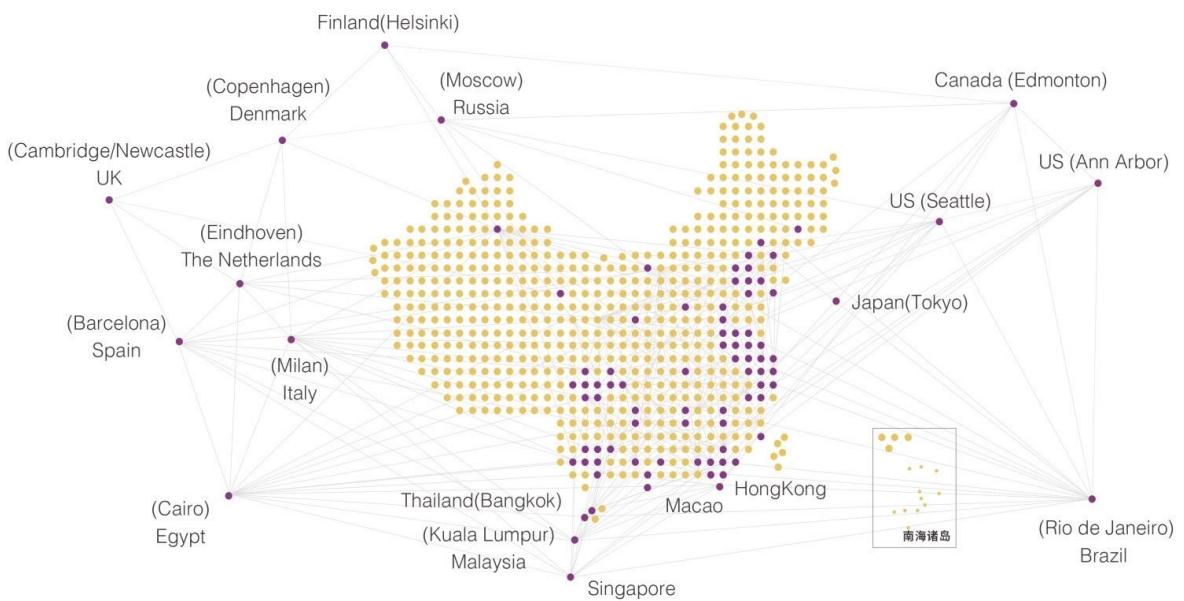 Finland(Helsinki)
(Copenhagen)
Denmark
(Moscow)
Russia
Canada (Edmonton)
(Cambridge/Newcastle)
UK
US (Ann Arbor)
US (Seattle)
(Eindhoven)
The Netherlands
Japan(Tokyo)
(Barcelona)
Spain
(Milan)
Italy
HongKong
Macao
Thailand(Bangkok)
(Cairo)
Egypt
(Kuala Lumpur)
Malaysia
Singapore
南海诸岛
(Rio de Janeiro)
Brazil